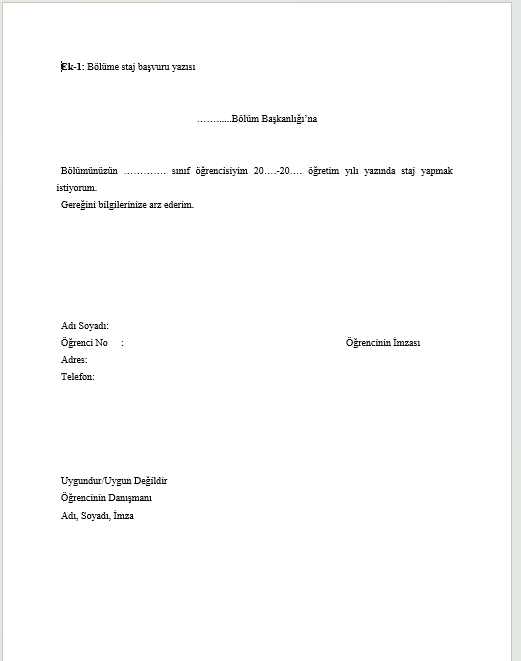 Ek-1: Bölüme staj başvuru yazısı
……......Bölüm Başkanlığı’na
Bölümünüzün ………… sınıf öğrencisiyim 20….-20…. öğretim yılı yazında staj yapmak
istiyorum.
Gereğini bilgilerinize arz ederim.
Adı Soyadı:
Öğrenci No : Öğrencinin İmzası
Adres:
Telefon:
Uygundur/Uygun Değildir
Öğrencinin Danışmanı
Adı, Soyadı, İmza